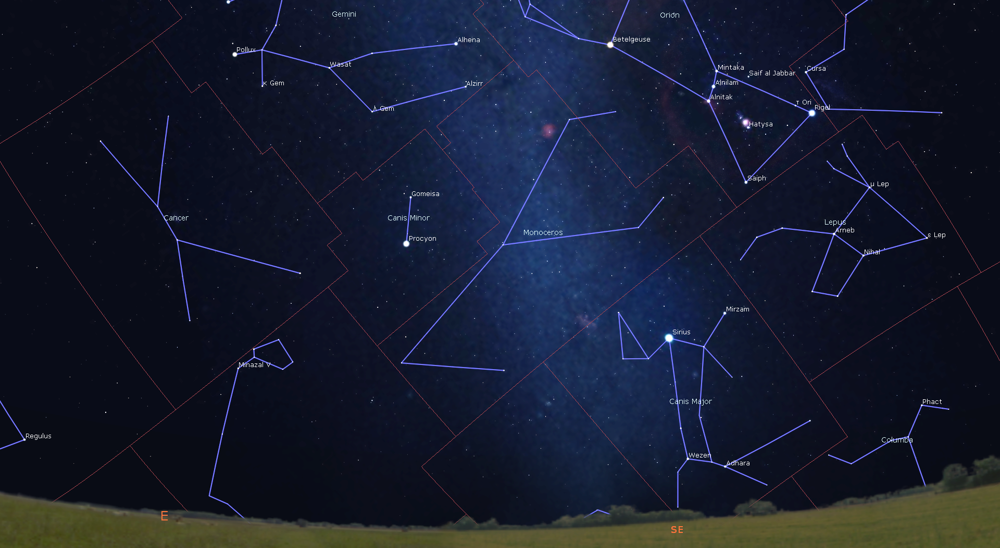 Gemini
Orion
Betelgeuse
Alhena
Pollux
Wasat
Mintaka
Cursa
Saif al Jabbar
κ Gem
Alzirr
Alnilam
Alnitak
τ Ori
Rigel
λ Gem
Hatysa
Saiph
μ Lep
Gomeisa
Cancer
Canis Minor
Lepus
Arneb
Monoceros
ε Lep
Procyon
Nihal
Mirzam
Sirius
Minazal V
Canis Major
Phact
Regulus
Columba
Wezen
Adhara
E
SE